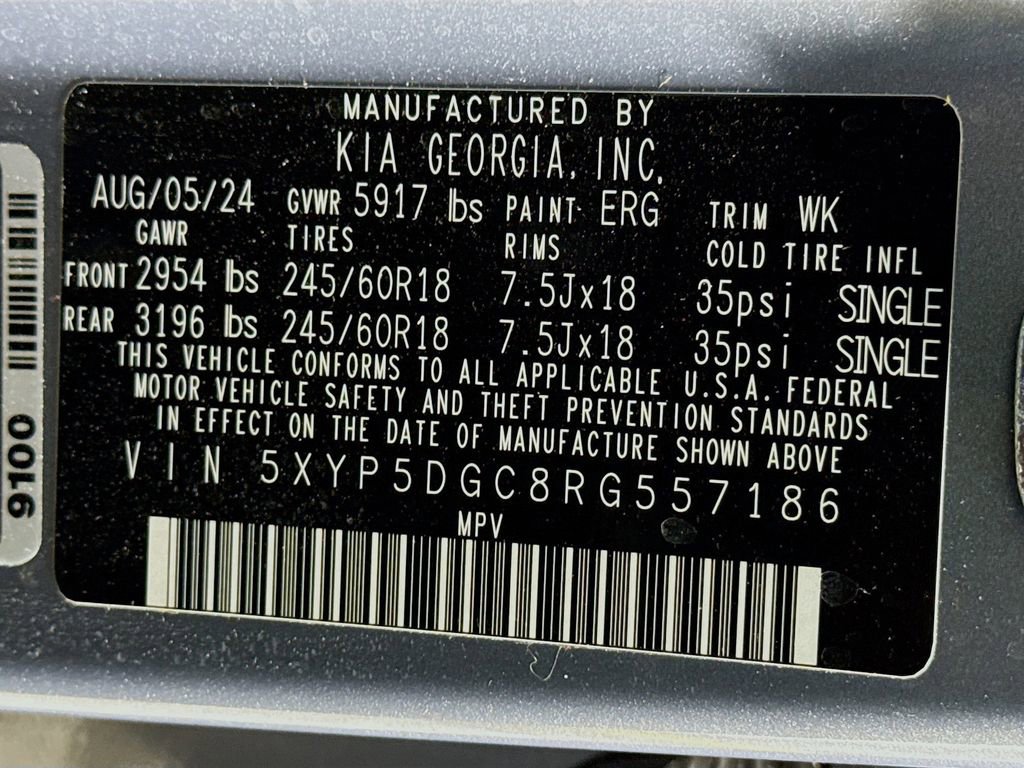 MANUFACTURED BY
KIA GEORGIA, INC.
AUG/05/24 GVWR 5917 lbs PAINT ERG TRIM WK
GAWR TIRES RIMS COLD TIRE INFL
FRONT 2954 lbs 245/60R18 7.5Jx18 35psi SINGLE
REAR 3196 lbs 245/60R18 7.5Jx18 35psi SINGLE
THIS VEHICLE CONFORMS TO ALL APPLICABLE U.S.A. FEDERAL
MOTOR VEHICLE SAFETY AND THEFT PREVENTION STANDARDS
IN EFFECT ON THE DATE OF MANUFACTURE SHOWN ABOVE
VIN 5XYP5DGC8RG557186
MPV
9100